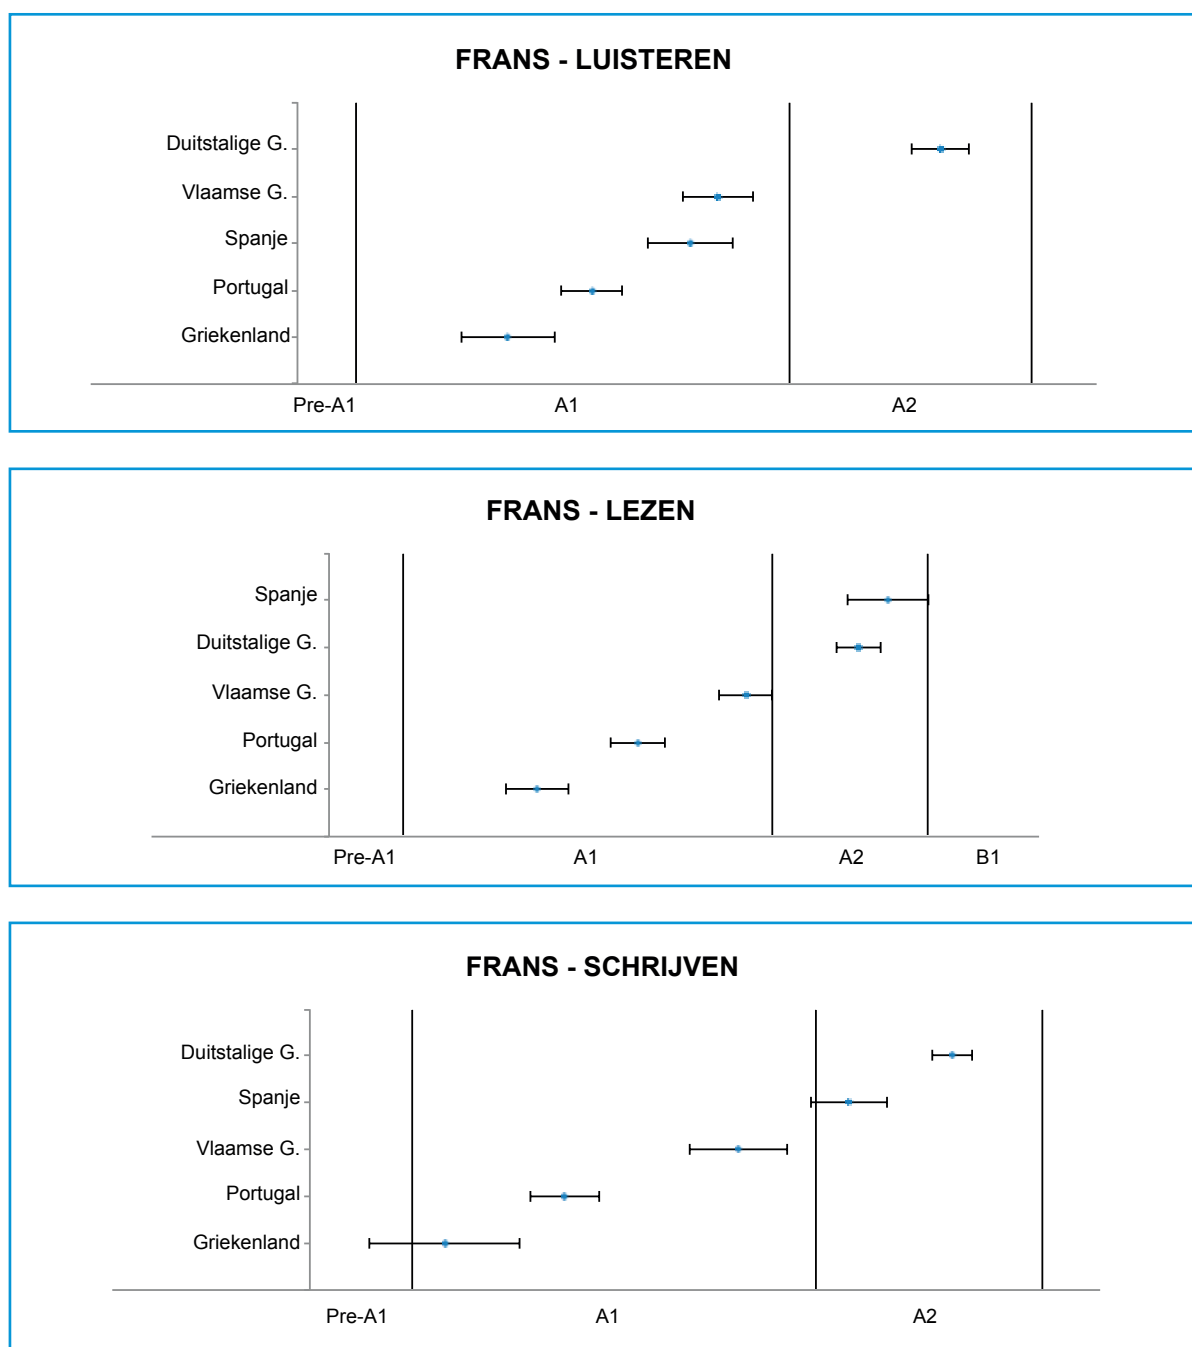 FRANS - LUISTEREN
Duitstalige G.
Vlaamse G.
Spanje
Portugal
Griekenland
Pre-A1 A1 A2
FRANS - LEZEN
Spanje
Duitstalige G.
Vlaamse G.
Portugal
Griekenland
Pre-A1 A1 A2 B1
FRANS - SCHRIJVEN
Duitstalige G.
Spanje
Vlaamse G.
Portugal
Griekenland
Pre-A1 A1 A2